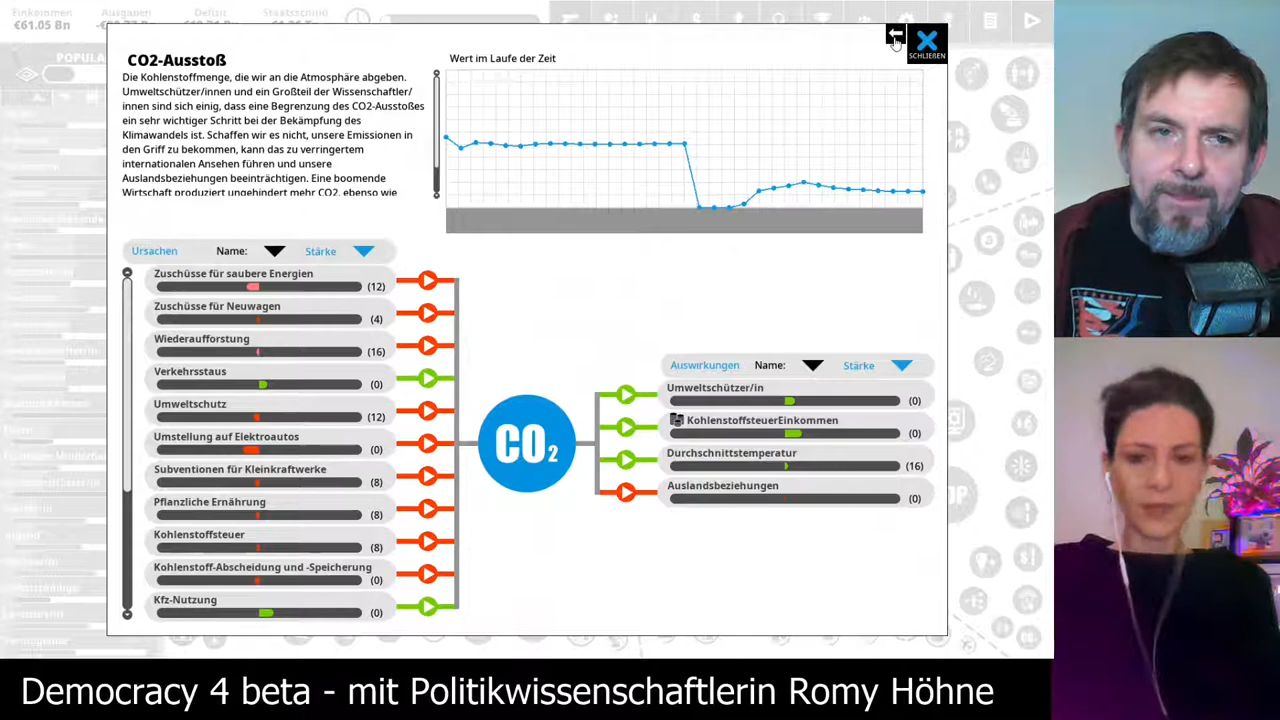 Einkommen Ausgaben Defizit Staatsschuld
€61.05 Bn
SCHLIEßEN
CO2-Ausstoß
Die Kohlenstoffmenge, die wir an die Atmosphäre abgeben.
Umweltschützer/innen und ein Großteil der Wissenschaftler/
innen sind sich einig, dass eine Begrenzung des CO2-Ausstoßes
ein sehr wichtiger Schritt bei der Bekämpfung des
Klimawandels ist. Schaffen wir es nicht, unsere Emissionen in
den Griff zu bekommen, kann das zu verringertem
internationalen Ansehen führen und unsere
Auslandsbeziehungen beeinträchtigen. Eine boomende
Wirtschaft produziert ungehindert mehr CO2, ebenso wie
Wert im Laufe der Zeit
Ursachen Name: Stärke
Zuschüsse für saubere Energien
(12)
Zuschüsse für Neuwagen
(4)
Wiederaufforstung
(16)
Verkehrsstaus
(0)
Umweltschutz
(12)
Umstellung auf Elektroautos
(0)
Subventionen für Kleinkraftwerke
(8)
Pflanzliche Ernährung
(8)
Kohlenstoffsteuer
(8)
Kohlenstoff-Abscheidung und -Speicherung
(0)
Kfz-Nutzung
(0)
CO2
Auswirkungen Name: Stärke
Umweltschützer/in
(0)
KohlenstoffsteuerEinkommen
(0)
Durchschnittstemperatur
(16)
Auslandsbeziehungen
(0)
Democracy 4 beta - mit Politikwissenschaftlerin Romy Höhne